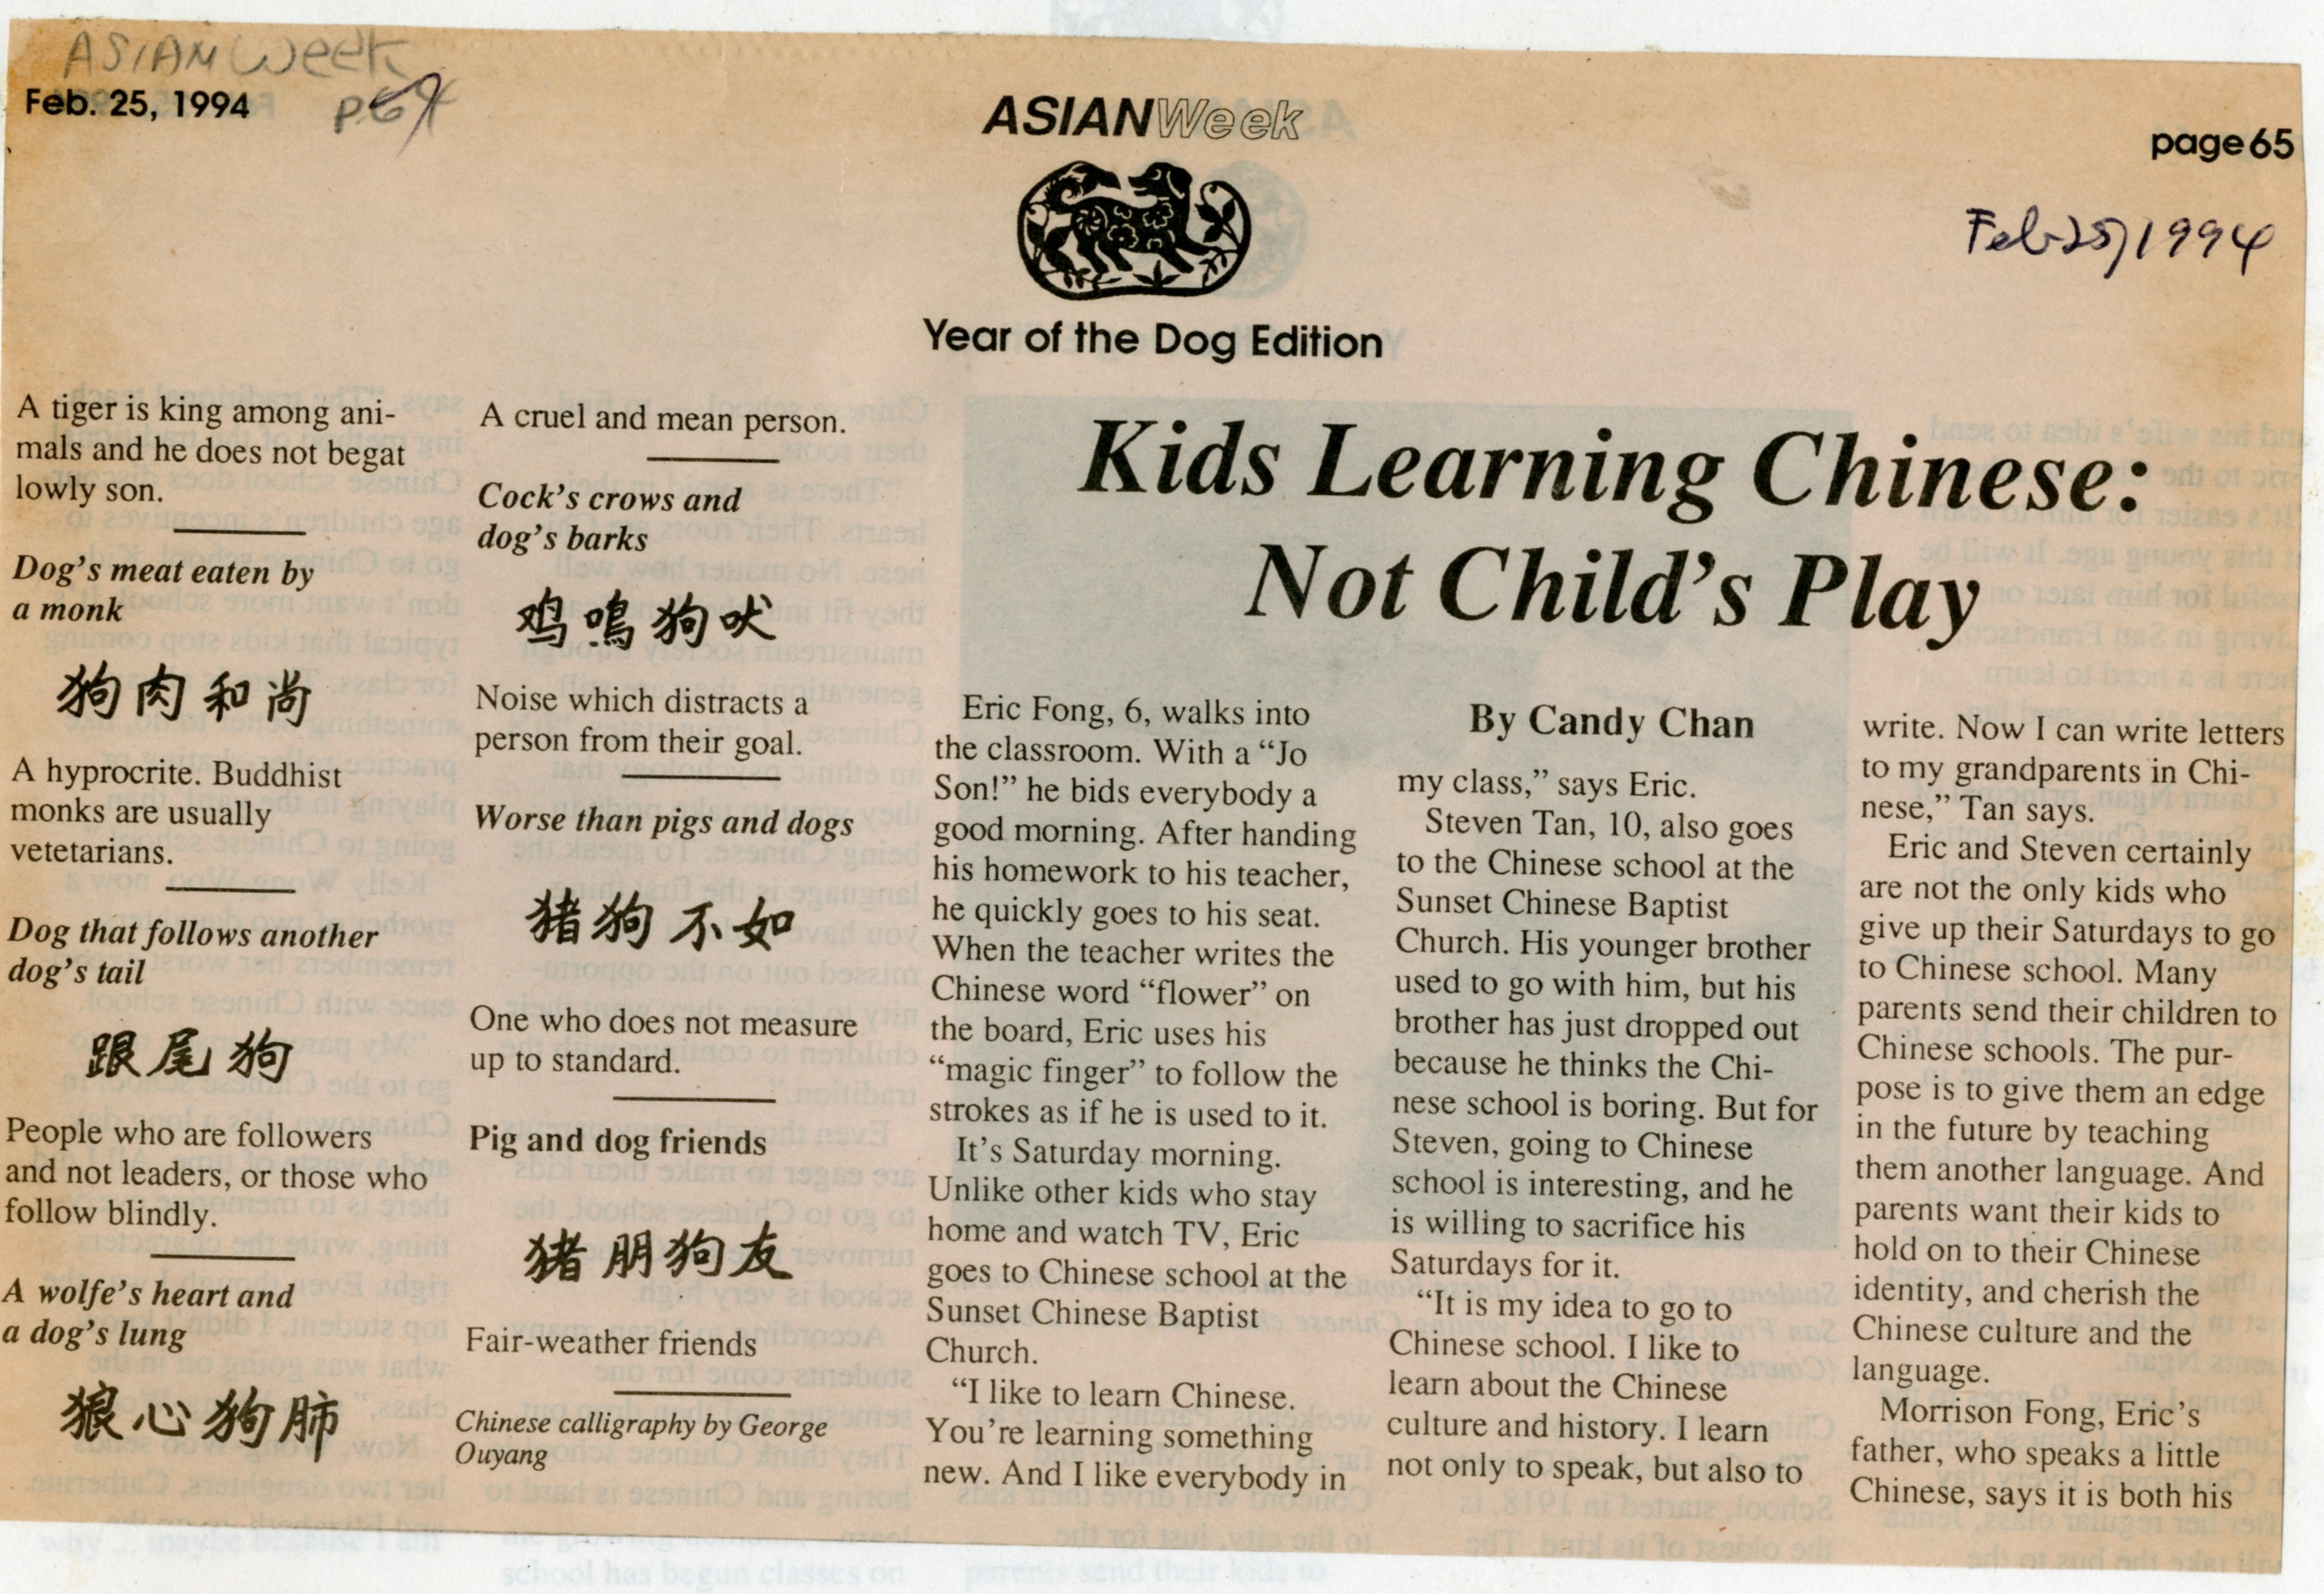 ASIAN Week
Feb. 25, 1994
ASIANWeek
page 65
Feb 25, 1994
Year of the Dog Edition
A tiger is king among ani-
mals and he does not begat
lowly son.
Dog's meat eaten by
a monk
狗肉和尚
A hyprocrite. Buddhist
monks are usually
vetetarians.
Dog that follows another
dog's tail
跟尾狗
People who are followers
and not leaders, or those who
follow blindly.
A wolfe's heart and
a dog's lung
狼心狗肺
A cruel and mean person.
Cock's crows and
dog's barks
鸡鳴狗吠
Noise which distracts a
person from their goal.
Worse than pigs and dogs
猪狗不如
One who does not measure
up to standard.
Pig and dog friends
猪朋狗友
Fair-weather friends
Chinese calligraphy by George
Ouyang
Kids Learning Chinese:
Not Child's Play
By Candy Chan
Eric Fong, 6, walks into
the classroom. With a “Jo
Son!” he bids everybody a
good morning. After handing
his homework to his teacher,
he quickly goes to his seat.
When the teacher writes the
Chinese word “flower” on
the board, Eric uses his
“magic finger” to follow the
strokes as if he is used to it.
It's Saturday morning.
Unlike other kids who stay
home and watch TV, Eric
goes to Chinese school at the
Sunset Chinese Baptist
Church.
“I like to learn Chinese.
You're learning something
new. And I like everybody in
my class,” says Eric.
Steven Tan, 10, also goes
to the Chinese school at the
Sunset Chinese Baptist
Church. His younger brother
used to go with him, but his
brother has just dropped out
because he thinks the Chi-
nese school is boring. But for
Steven, going to Chinese
school is interesting, and he
is willing to sacrifice his
Saturdays for it.
“It is my idea to go to
Chinese school. I like to
learn about the Chinese
culture and history. I learn
not only to speak, but also to
write. Now I can write letters
to my grandparents in Chi-
nese,” Tan says.
Eric and Steven certainly
are not the only kids who
give up their Saturdays to go
to Chinese school. Many
parents send their children to
Chinese schools. The pur-
pose is to give them an edge
in the future by teaching
them another language. And
parents want their kids to
hold on to their Chinese
identity, and cherish the
Chinese culture and the
language.
Morrison Fong, Eric's
father, who speaks a little
Chinese, says it is both his